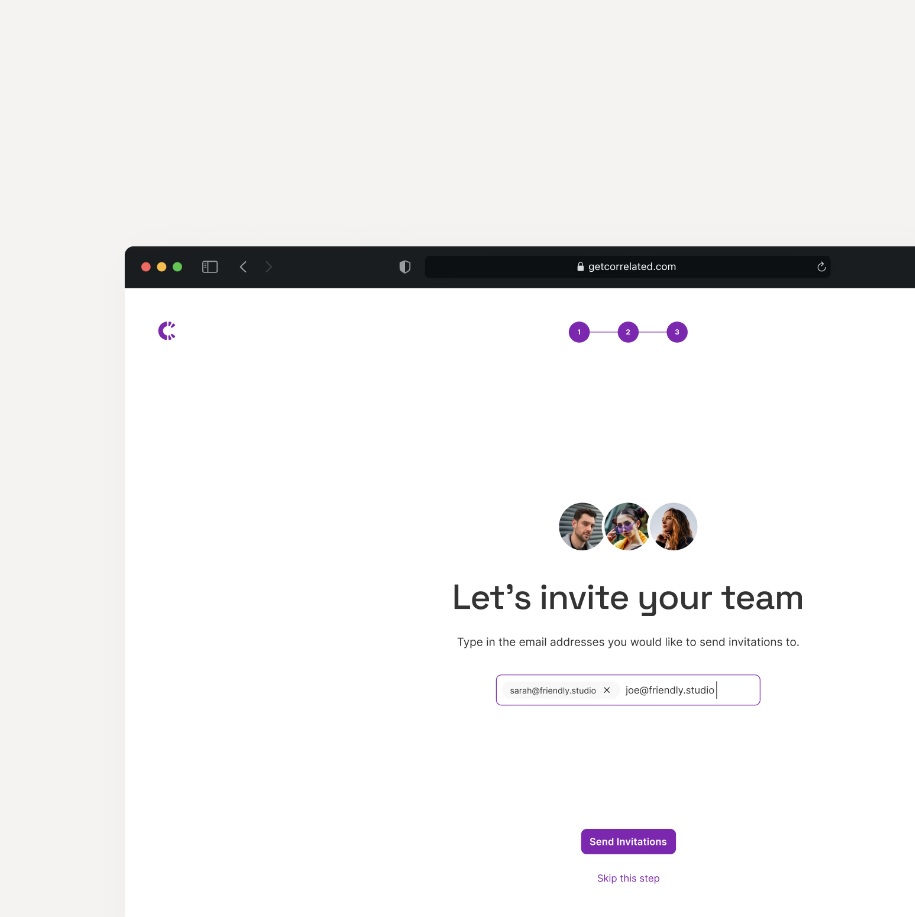 getcorrelated.com
1 2 3
Let's invite your team
Type in the email addresses you would like to send invitations to.
sarah@friendly.studio joe@friendly.studio
Send Invitations
Skip this step